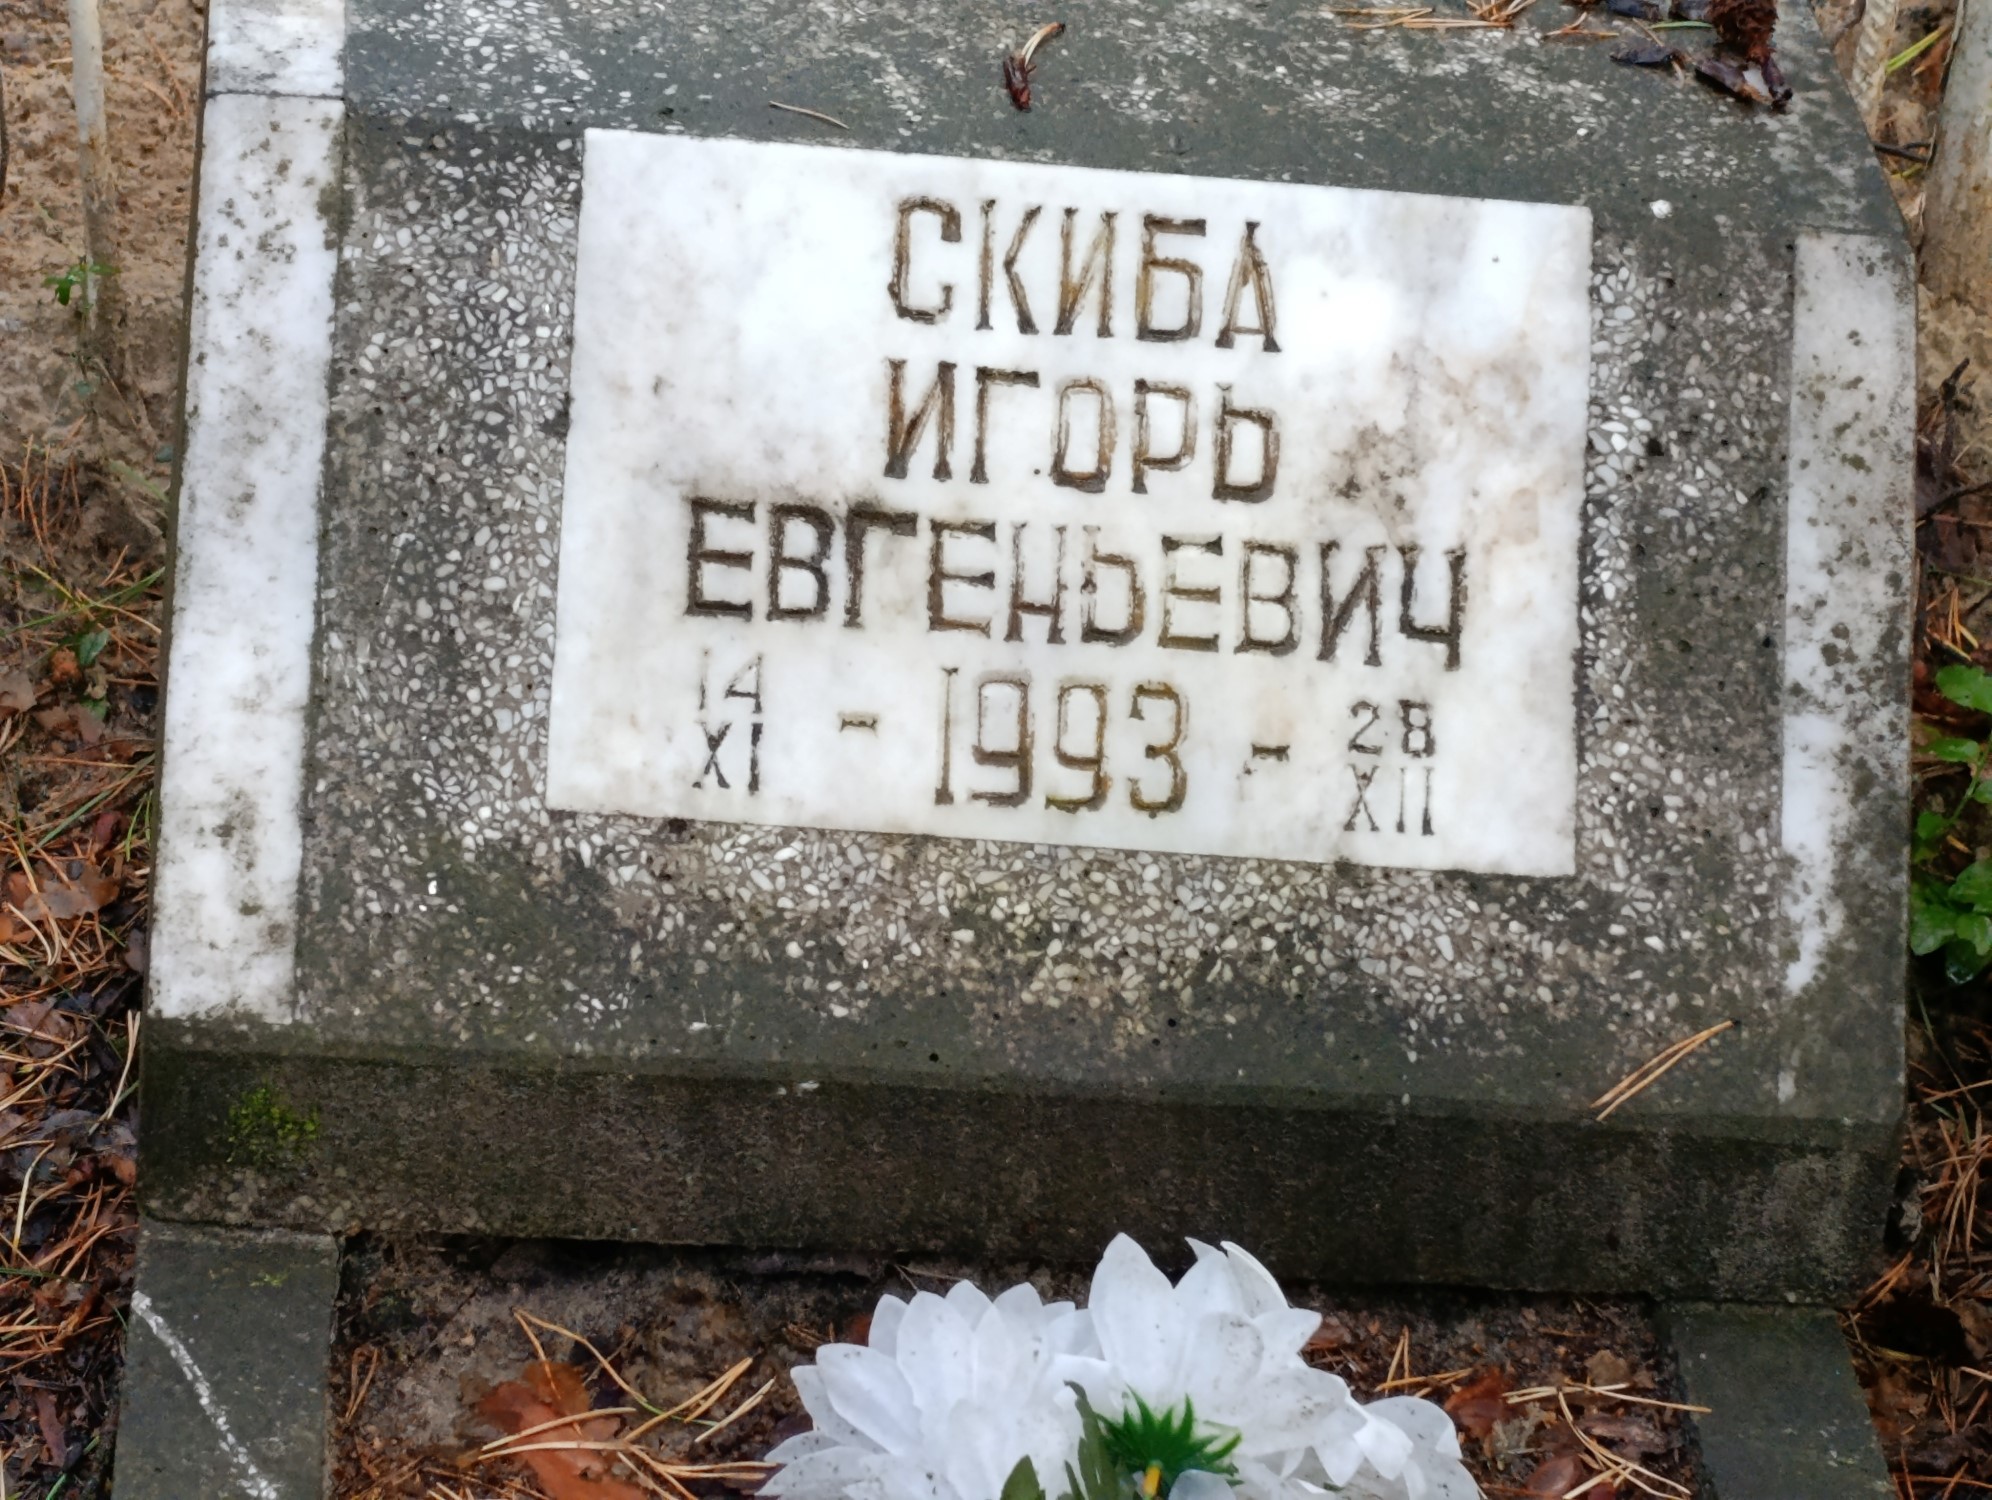 СКИБА
ИГОРЬ
ЕВГЕНЬЕВИЧ
14 XI - 1993 - 28 XII